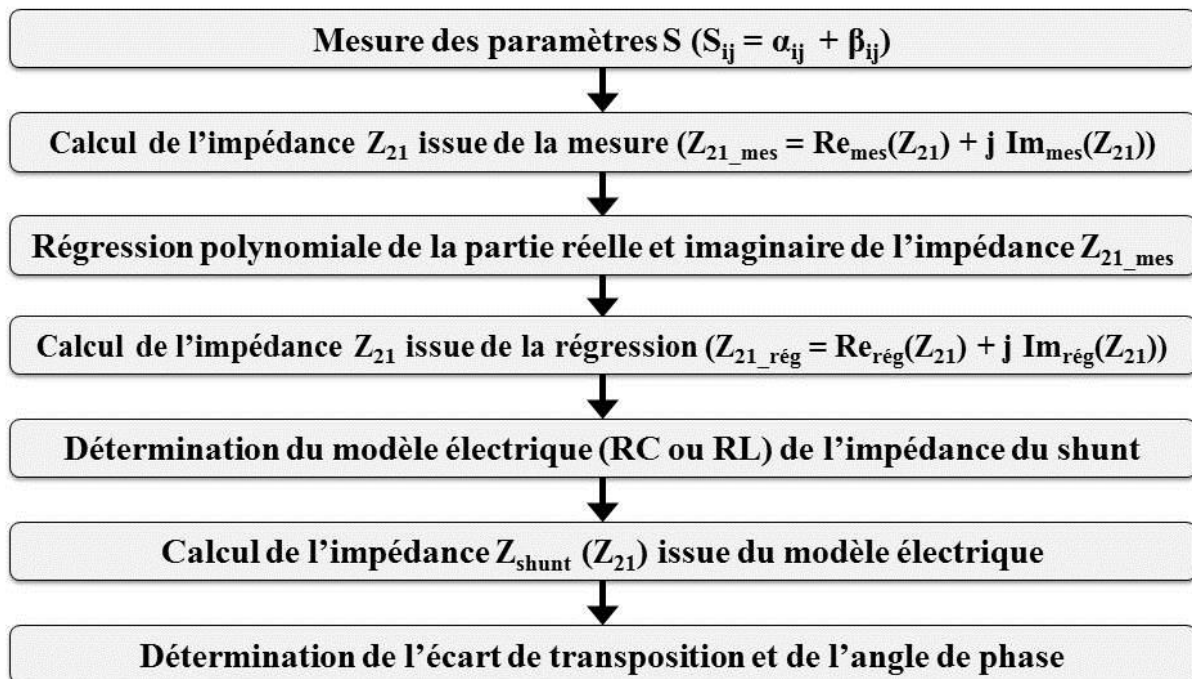 Mesure des paramètres S (Sij = αij + βij)
Calcul de l’impédance Z21 issue de la mesure (Z21_mes = Remes(Z21) + j Immes(Z21))
Régression polynomiale de la partie réelle et imaginaire de l’impédance Z21_mes
Calcul de l’impédance Z21 issue de la régression (Z21_rég = Rerég(Z21) + j Imrég(Z21))
Détermination du modèle électrique (RC ou RL) de l’impédance du shunt
Calcul de l’impédance Zshunt (Z21) issue du modèle électrique
Détermination de l’écart de transposition et de l’angle de phase